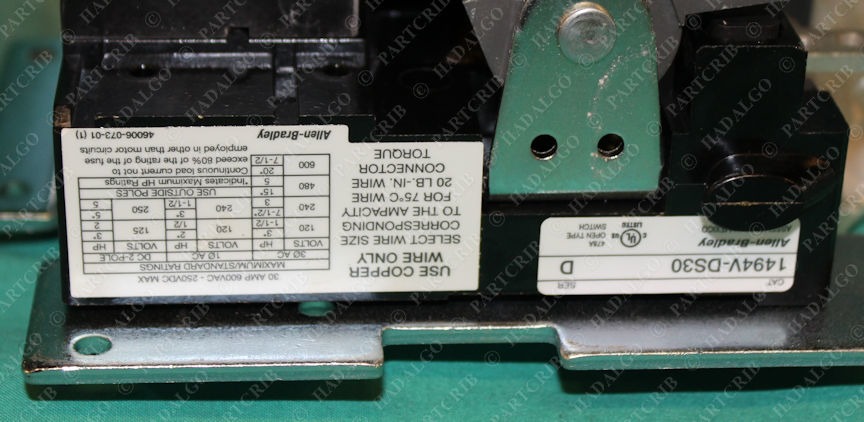 CAT. SER
1494V-DS30 D
Allen-Bradley
LISTED
UL
47BA
OPEN TYPE
SWITCH
USE COPPER
WIRE ONLY
SELECT WIRE SIZE
CORRESPONDING
TO THE AMPACITY
FOR 75°C WIRE
20 LB.-IN. WIRE
CONNECTOR
TORQUE
30 AMP 600VAC - 250VDC MAX
MAXIMUM/STANDARD RATINGS
3Ø AC 1Ø AC DC 2-POLE
VOLTS HP VOLTS HP VOLTS HP
120 3* 1-1/2 120 2* 1/2 125 3* 2
240 7-1/2* 3 240 3* 1-1/2 250 5* 5
480 15* 5 USE OUTSIDE POLES
600 20* 7-1/2
*Indicates Maximum HP Ratings
Continuous load current not to
exceed 80% of the rating of the fuse
employed in other than motor circuits
Allen-Bradley 46006-073-01 (1)
© PARTCRIB
© HADALGO